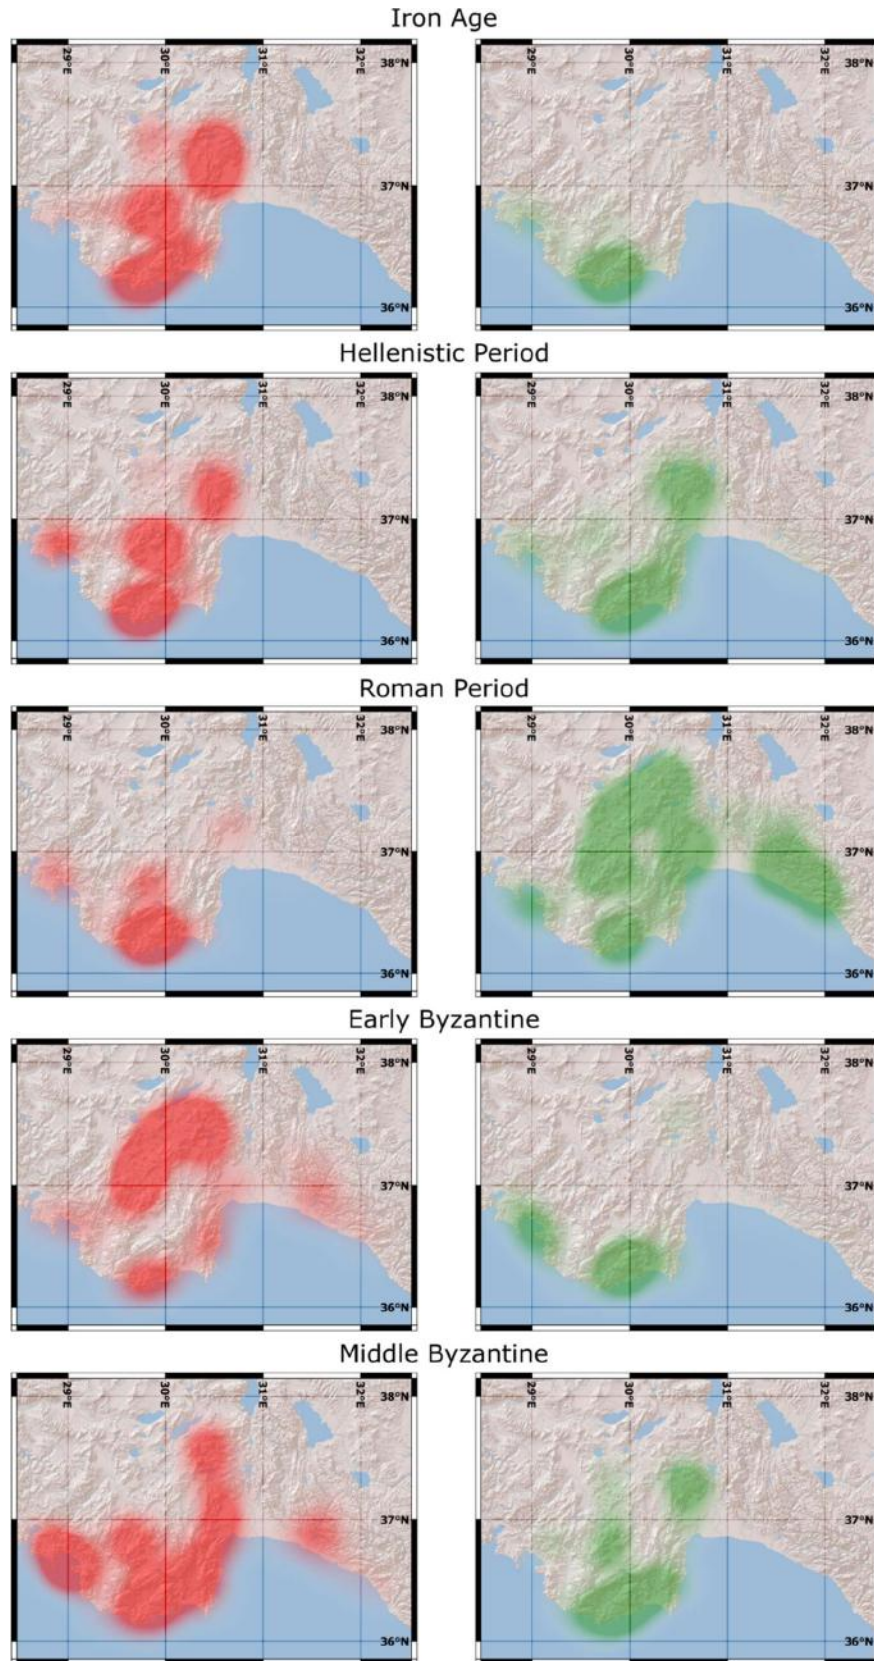 Iron Age
29°E 30°E 31°E 32°E 38°N 29°E 30°E 31°E 32°E 38°N
37°N 37°N
36°N 36°N
Hellenistic Period
29°E 30°E 31°E 32°E 38°N 29°E 30°E 31°E 32°E 38°N
37°N 37°N
36°N 36°N
Roman Period
29°E 30°E 31°E 32°E 38°N 29°E 30°E 31°E 32°E 38°N
37°N 37°N
36°N 36°N
Early Byzantine
29°E 30°E 31°E 32°E 38°N 29°E 30°E 31°E 32°E 38°N
37°N 37°N
36°N 36°N
Middle Byzantine
29°E 30°E 31°E 32°E 38°N 29°E 30°E 31°E 32°E 38°N
37°N 37°N
36°N 36°N